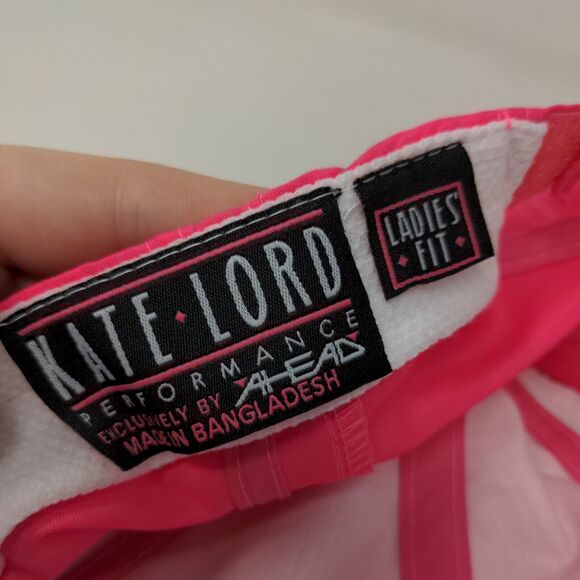 KATE • LORD
PERFORMANCE
EXCLUSIVELY BY AHEAD
MADE IN BANGLADESH
LADIES
• FIT •